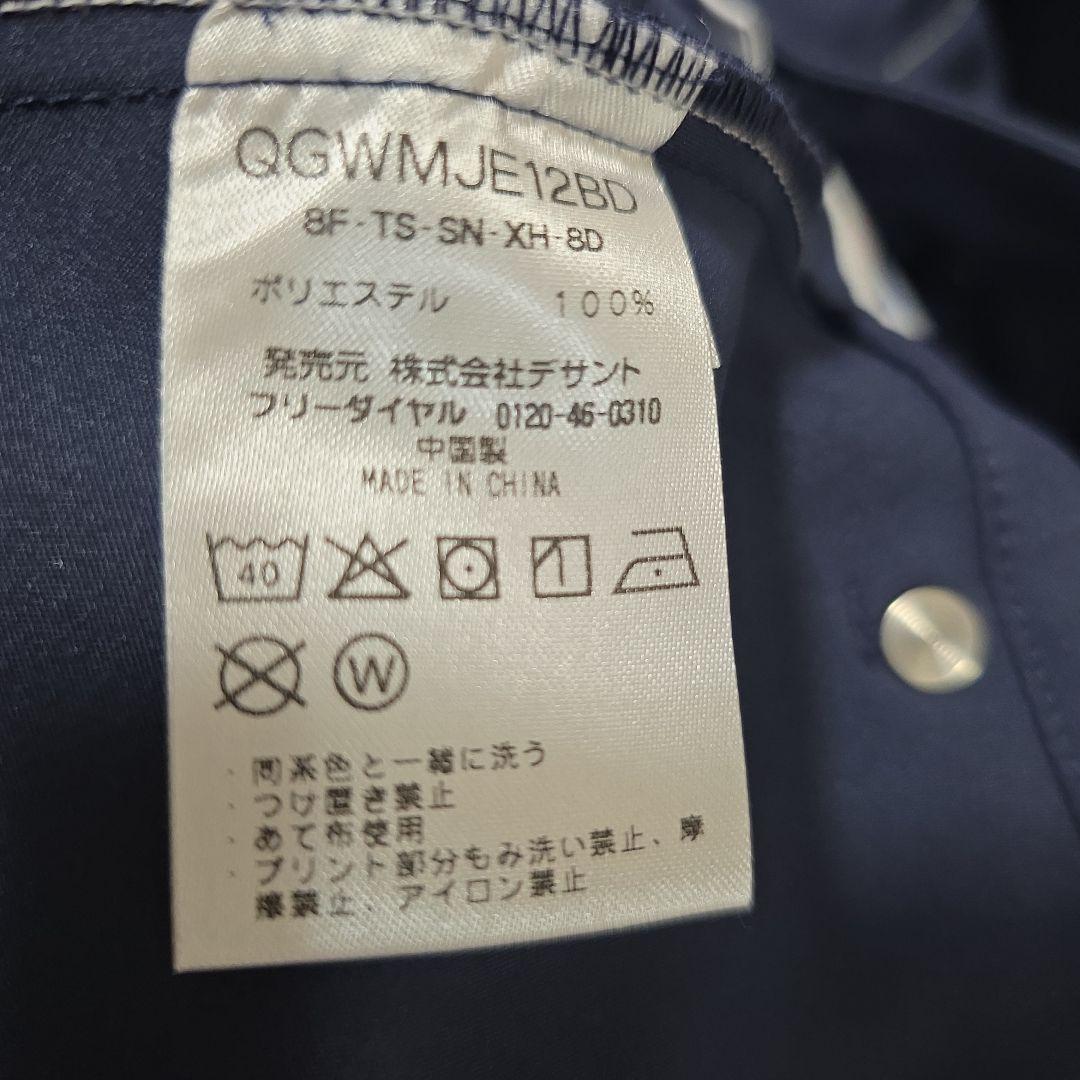 QGWMJE12BD
8F-TS-SN-XH-8D
ポリエステル 100%
発売元 株式会社デサント
フリーダイヤル 0120-46-0310
中国製
MADE IN CHINA
40
W
・同系色と一緒に洗う
・つけ置き禁止
・あて布使用
・プリント部分もみ洗い禁止、摩
擦禁止、アイロン禁止